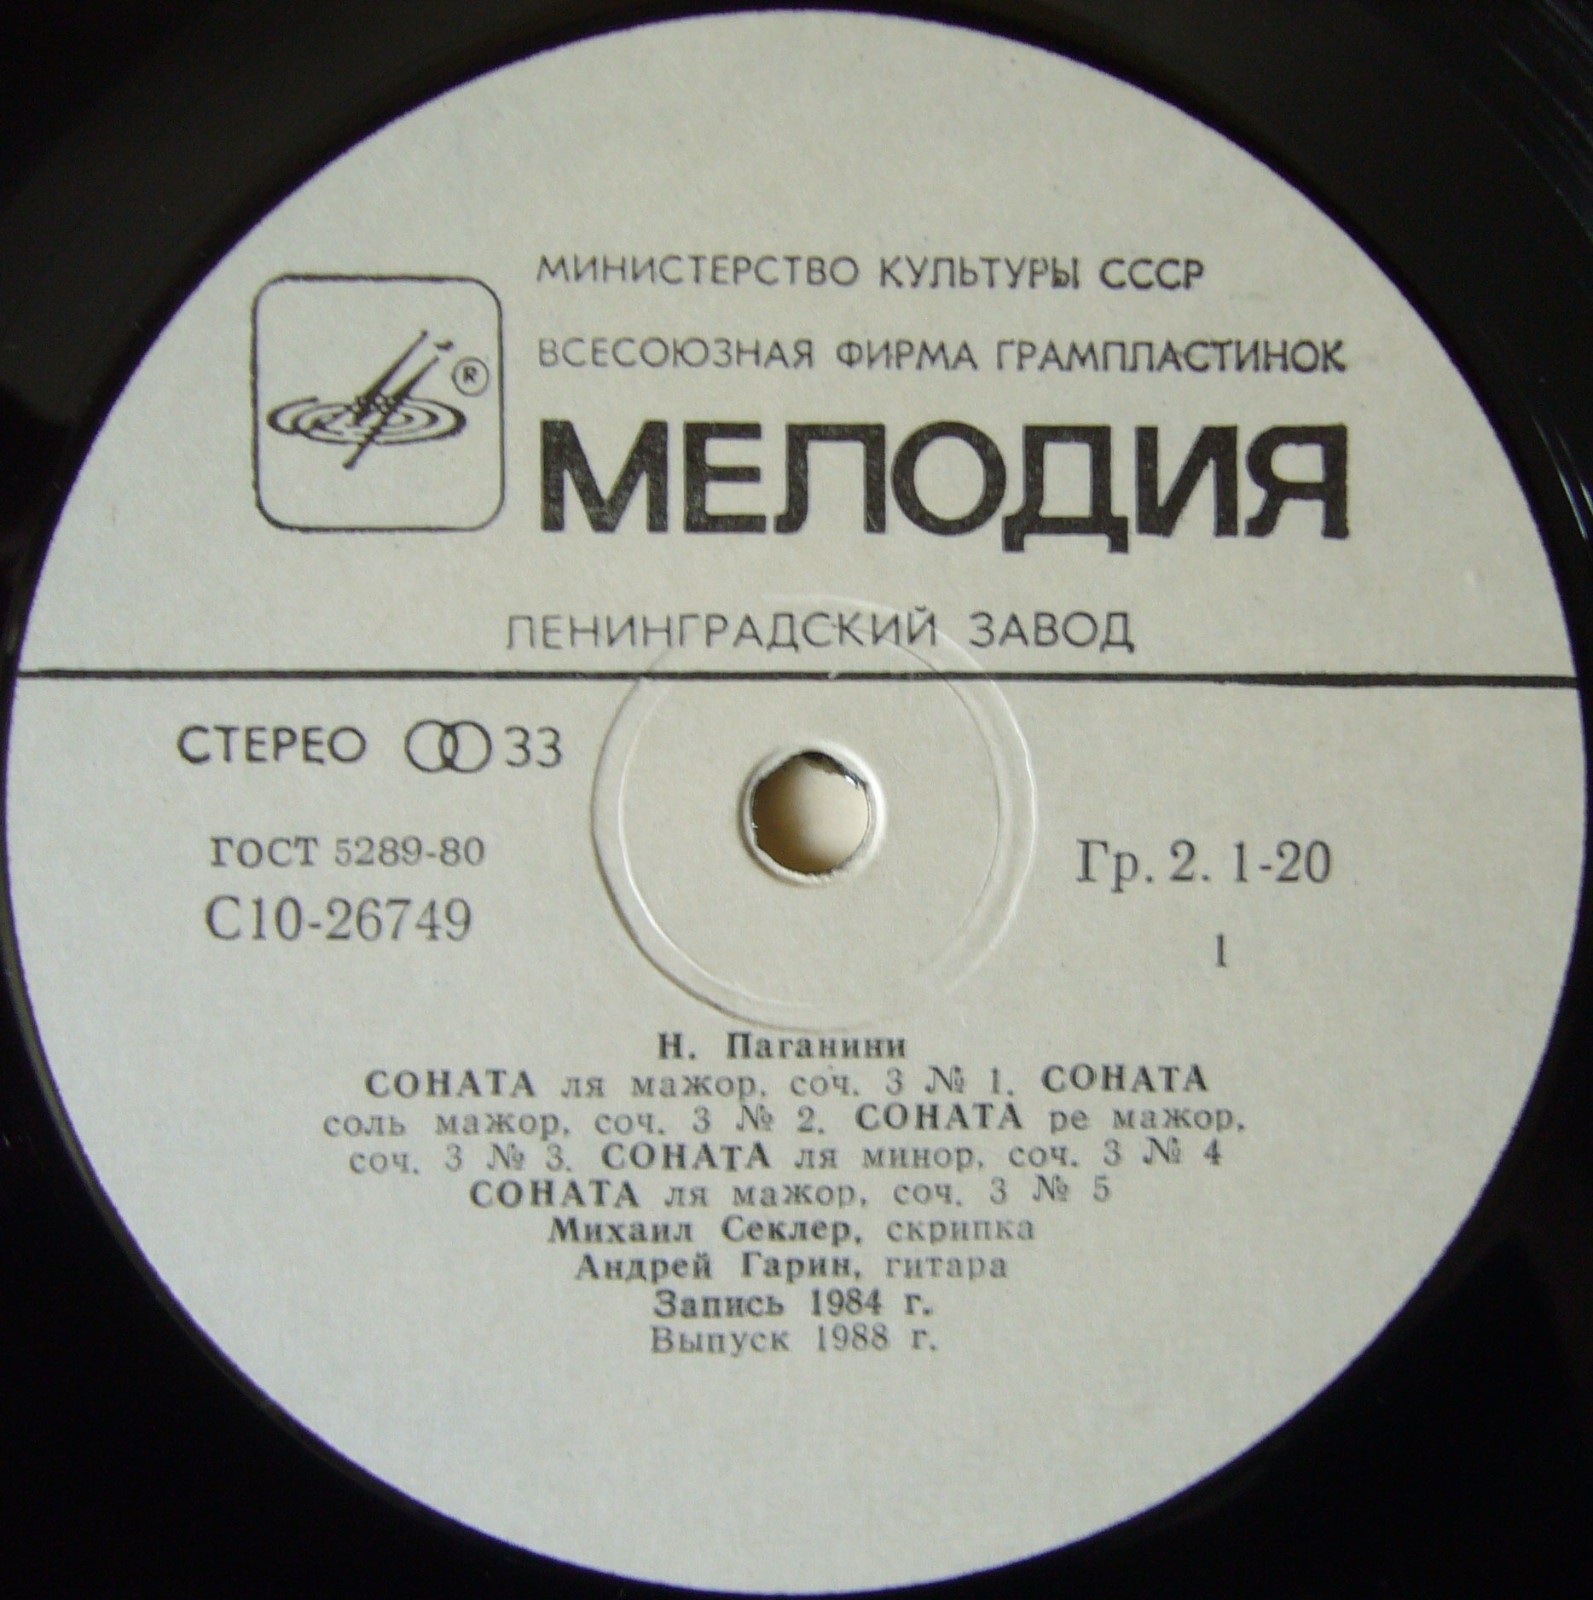 МИНИСТЕРСТВО КУЛЬТУРЫ СССР
ВСЕСОЮЗНАЯ ФИРМА ГРАМПЛАСТИНОК
®
МЕЛОДИЯ
ЛЕНИНГРАДСКИЙ ЗАВОД
СТЕРЕО 33
ГОСТ 5289-80
С10-26749
Гр. 2. 1-20
1
Н. Паганини
СОНАТА ля мажор, соч. 3 № 1. СОНАТА
соль мажор, соч. 3 № 2. СОНАТА ре мажор,
соч. 3 № 3. СОНАТА ля минор, соч. 3 № 4
СОНАТА ля мажор, соч. 3 № 5
Михаил Секлер, скрипка
Андрей Гарин, гитара
Запись 1984 г.
Выпуск 1988 г.